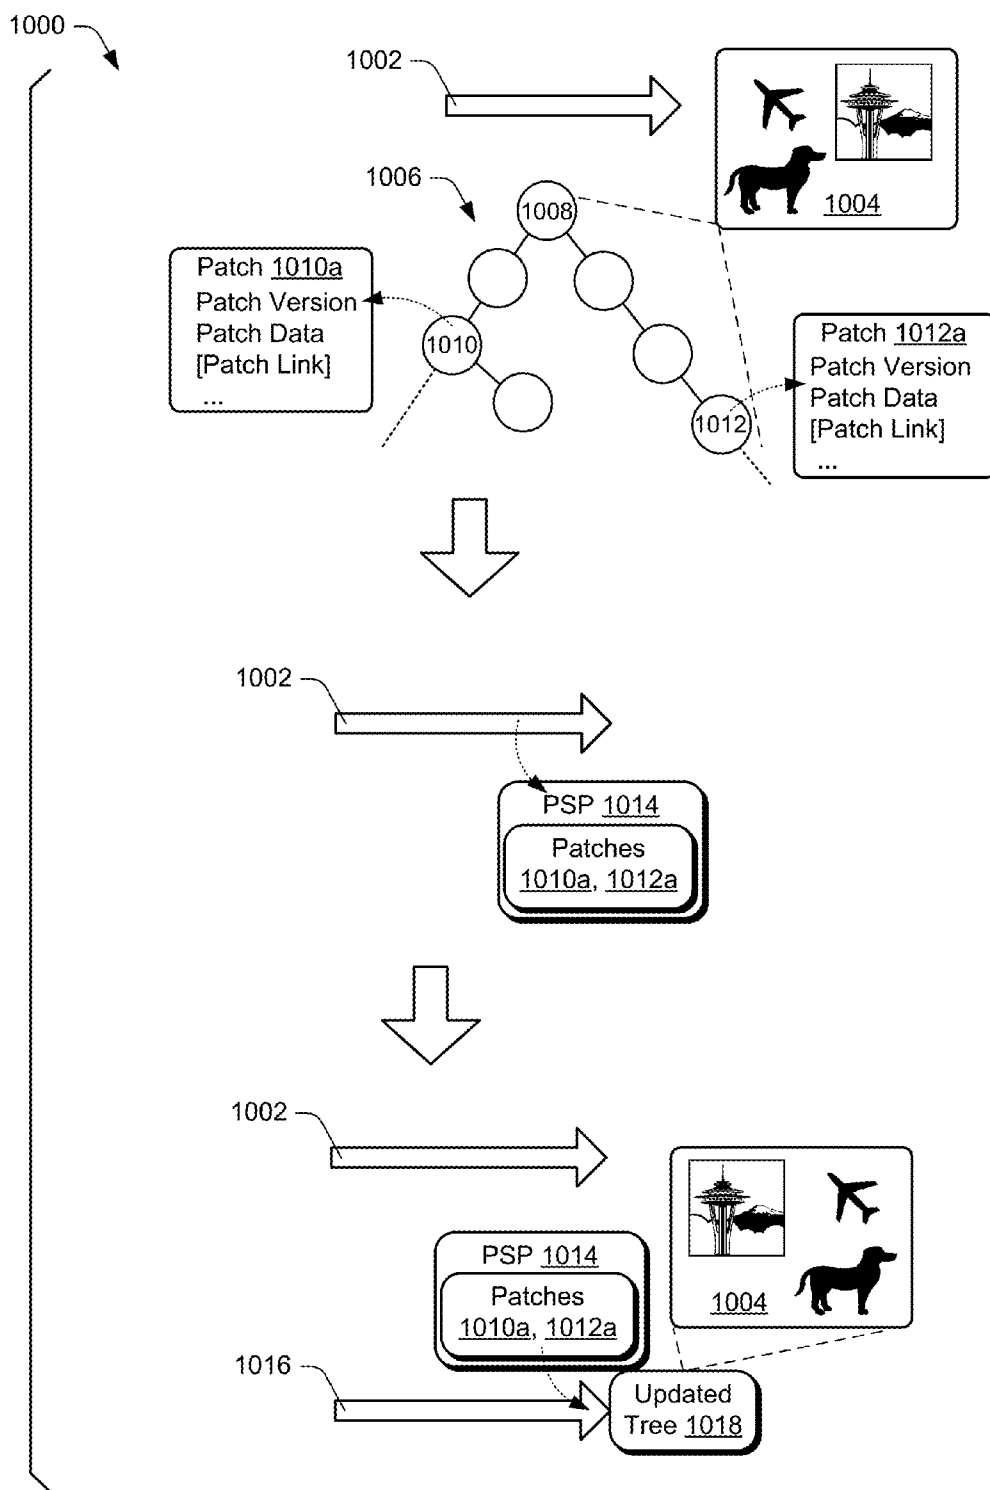 1000
1002
1004
1006
1008
Patch 1010a
Patch Version
Patch Data
[Patch Link]
...
1010
Patch 1012a
Patch Version
Patch Data
[Patch Link]
...
1012
1002
PSP 1014
Patches
1010a, 1012a
1002
PSP 1014
Patches
1010a, 1012a
1004
1016
Updated
Tree 1018